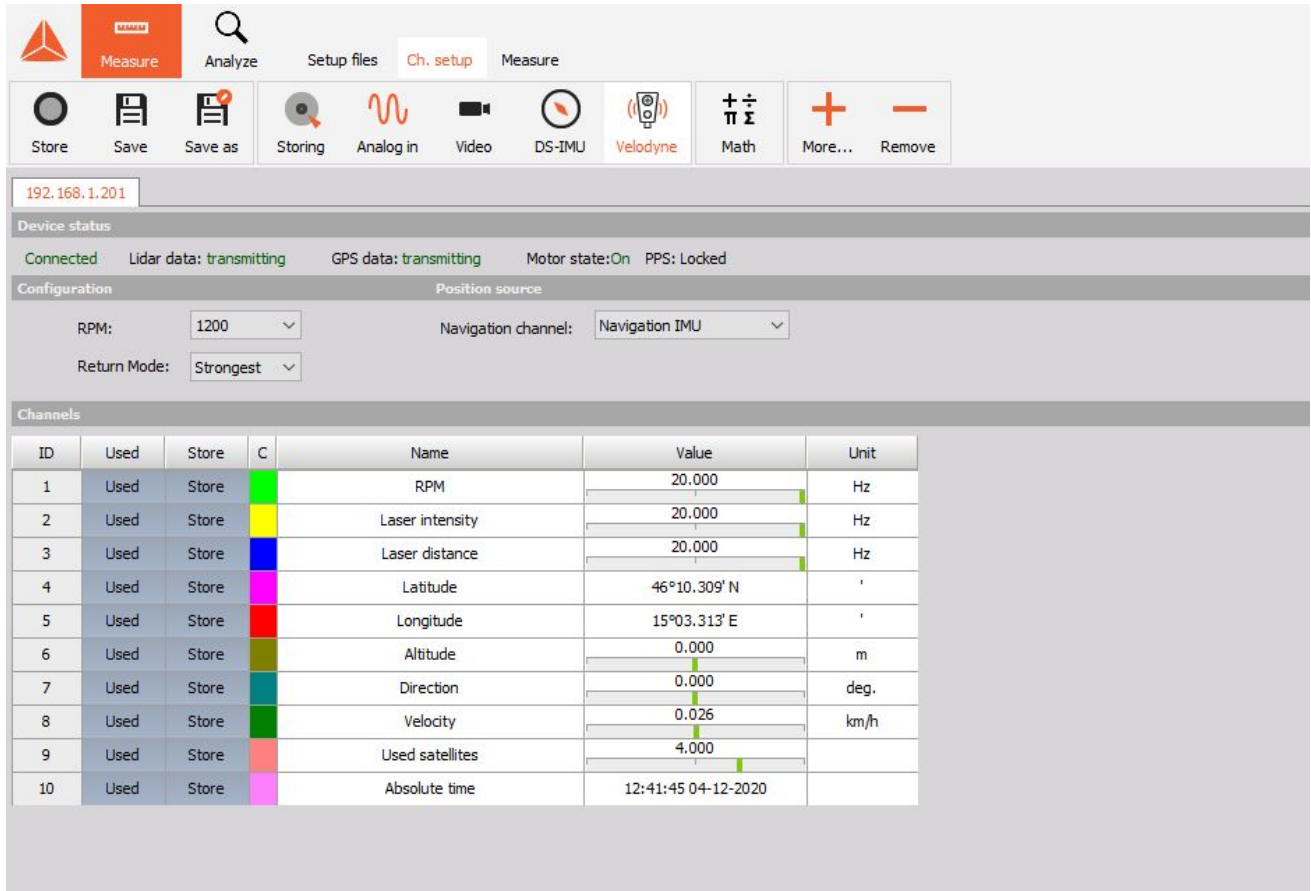 Measure Analyze Setup files Ch. setup Measure
Store Save Save as Storing Analog in Video DS-IMU Velodyne Math More... Remove
192.168.1.201
Device status
Connected Lidar data: transmitting GPS data: transmitting Motor state:On PPS: Locked
Configuration Position source
RPM: 1200 Navigation channel: Navigation IMU
Return Mode: Strongest
Channels
ID Used Store C Name Value Unit
1 Used Store RPM 20.000 Hz
2 Used Store Laser intensity 20.000 Hz
3 Used Store Laser distance 20.000 Hz
4 Used Store Latitude 46°10.309' N '
5 Used Store Longitude 15°03.313' E '
6 Used Store Altitude 0.000 m
7 Used Store Direction 0.000 deg.
8 Used Store Velocity 0.026 km/h
9 Used Store Used satellites 4.000
10 Used Store Absolute time 12:41:45 04-12-2020